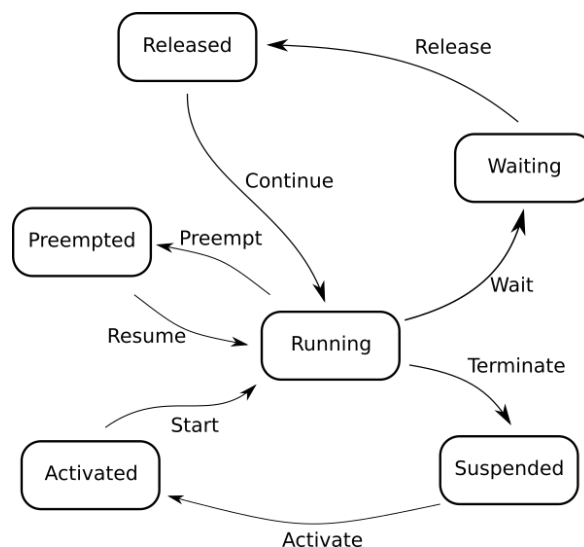 Released
Release
Waiting
Continue
Preempted
Preempt
Wait
Resume
Running
Terminate
Start
Activated
Suspended
Activate